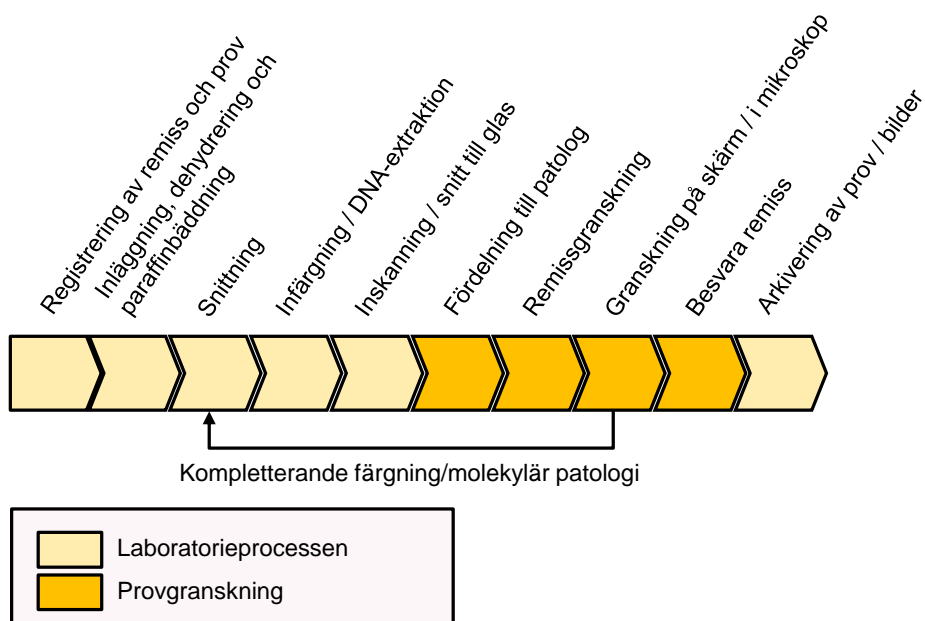 Registrering av remiss och prov
Inläggning, dehydrering och
paraffinbäddning
Snittning
Infärgning / DNA-extraktion
Inskanning / snitt till glas
Fördelning till patolog
Remissgranskning
Granskning på skärm / i mikroskop
Besvara remiss
Arkivering av prov / bilder
Kompletterande färgning/molekylär patologi
Laboratorieprocessen
Provgranskning